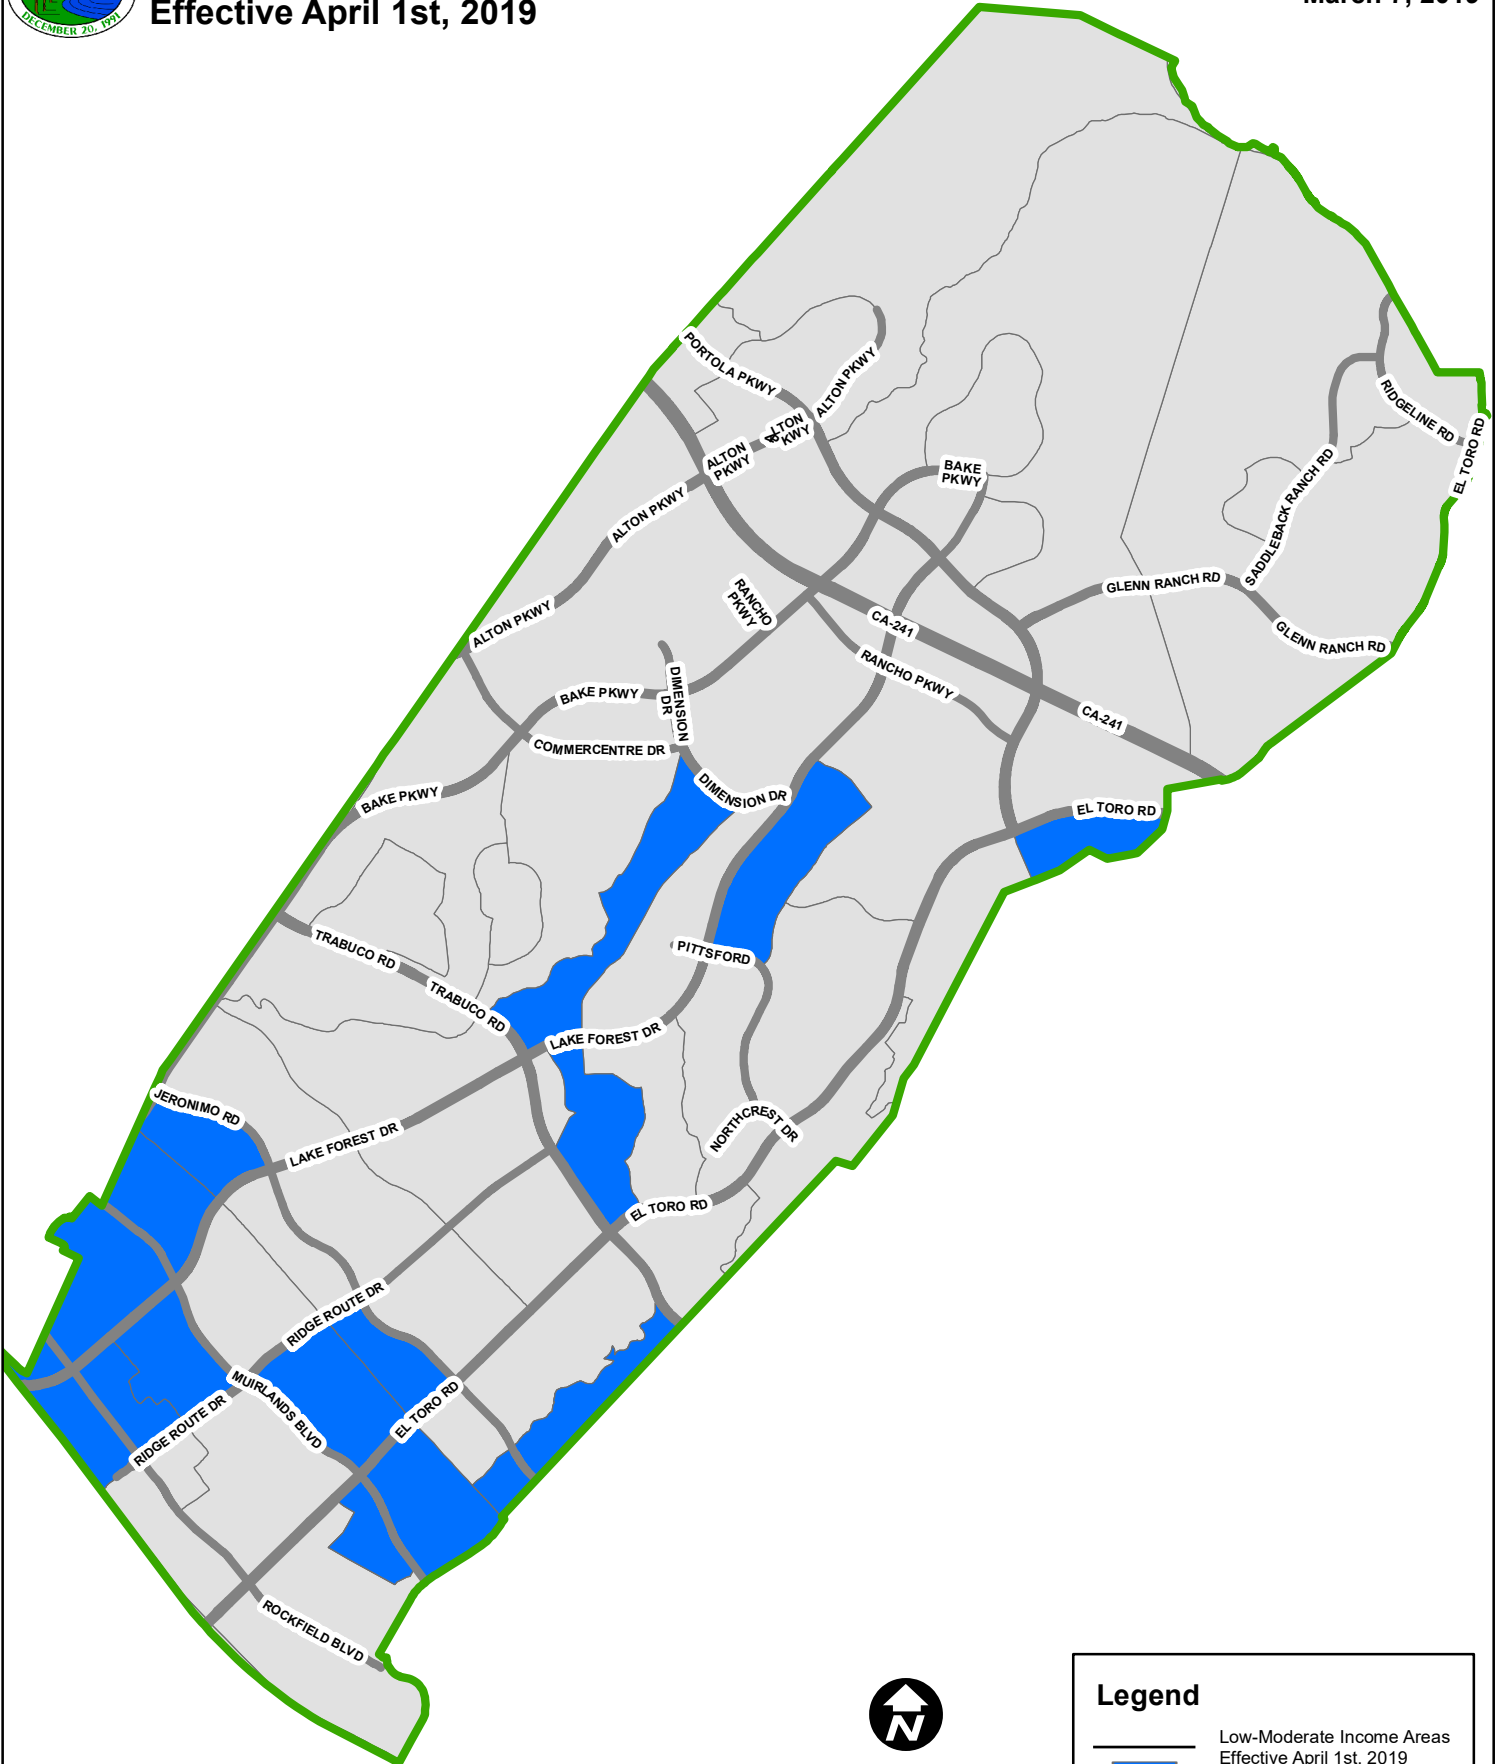 DECEMBER 20, 1991
Effective April 1st, 2019
PORTOLA PKWY
ALTON PKWY
ALTON
PKWY
ALTON PKWY
ALTON PKWY
BAKE
PKWY
RIDGELINE RD
EL TORO RD
SADDLEBACK RANCH RD
GLENN RANCH RD
GLENN RANCH RD
RANCHO
PKWY
CA-241
RANCHO PKWY
CA-241
BAKE PKWY
DIMENSION
DR
COMMERCENTRE DR
DIMENSION DR
BAKE PKWY
EL TORO RD
TRABUCO RD
PITTSFORD
TRABUCO RD
LAKE FOREST DR
JERONIMO RD
LAKE FOREST DR
NORTHCREST DR
EL TORO RD
RIDGE ROUTE DR
MUIRLANDS BLVD
EL TORO RD
RIDGE ROUTE DR
ROCKFIELD BLVD
N
Legend
Low-Moderate Income Areas
Effective April 1st, 2019